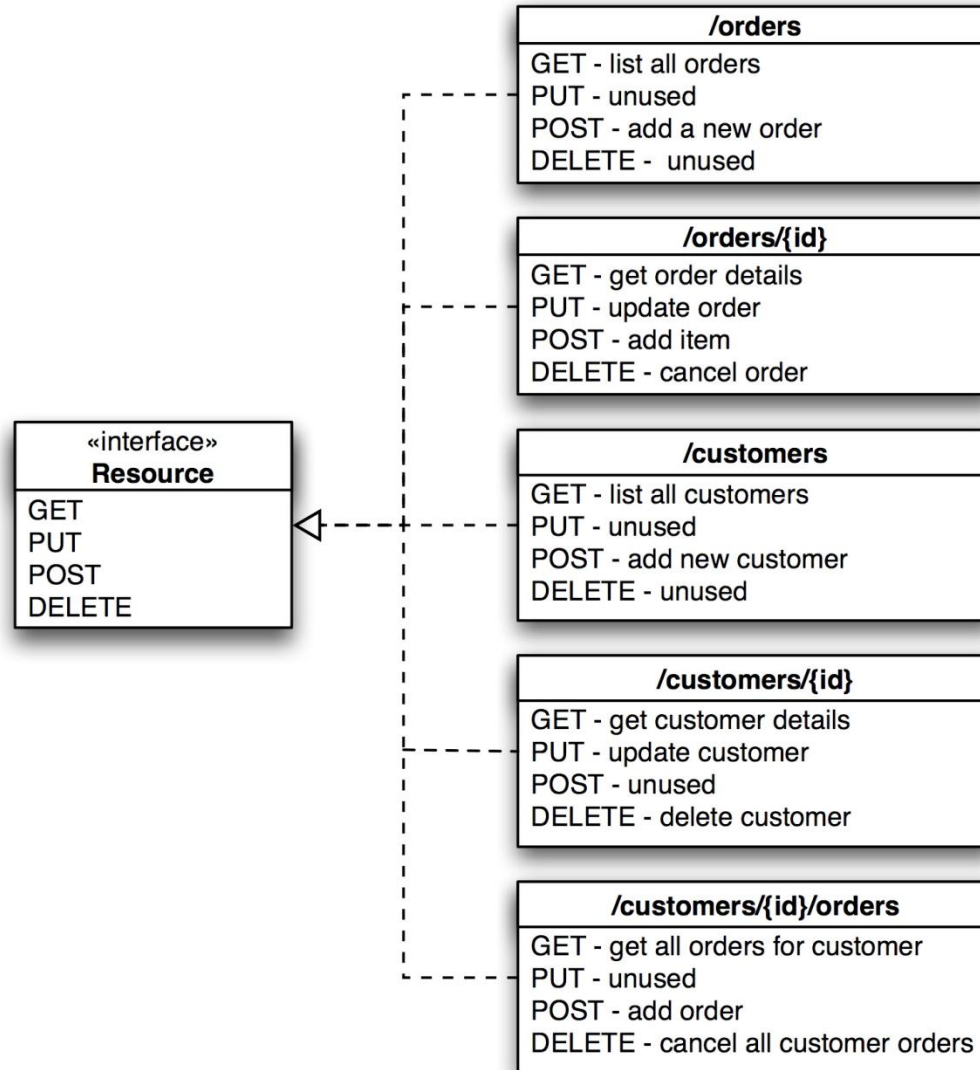 /orders
GET - list all orders
PUT - unused
POST - add a new order
DELETE -  unused
/orders/{id}
GET - get order details
PUT - update order
POST - add item
DELETE - cancel order
«interface»
Resource
GET
PUT
POST
DELETE
/customers
GET - list all customers
PUT - unused
POST - add new customer
DELETE - unused
/customers/{id}
GET - get customer details
PUT - update customer
POST - unused
DELETE - delete customer
/customers/{id}/orders
GET - get all orders for customer
PUT - unused
POST - add order
DELETE - cancel all customer orders